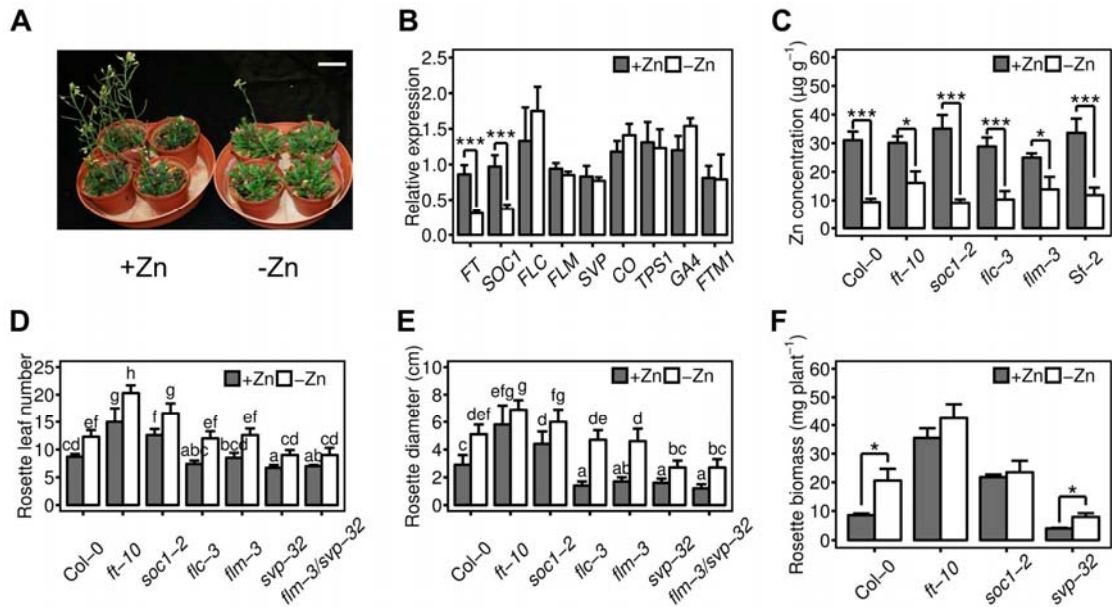 A
+Zn
-Zn
B
Relative expression
2.5
2.0
1.5
1.0
0.5
0.0
+Zn
−Zn
***
***
FT
SOC1
FLC
FLM
SVP
CO
TPS1
GA4
FTM1
C
Zn concentration (µg g⁻¹)
60
50
40
30
20
10
0
+Zn
−Zn
***
*
***
***
*
***
Col−0
ft−10
soc1−2
flc−3
flm−3
Sf−2
D
Rosette leaf number
25
20
15
10
5
0
+Zn
−Zn
cd
ef
g
h
f
g
abc
ef
bcd
ef
a
cd
ab
cd
Col−0
ft−10
soc1−2
flc−3
flm−3
svp−32
flm−3/svp−32
E
Rosette diameter (cm)
10
8
6
4
2
0
+Zn
−Zn
c
def
efg
g
d
fg
a
de
ab
d
a
bc
a
bc
Col−0
ft−10
soc1−2
flc−3
flm−3
svp−32
flm−3/svp−32
F
Rosette biomass (mg plant⁻¹)
60
50
40
30
20
10
0
+Zn
−Zn
*
*
Col−0
ft−10
soc1−2
svp−32